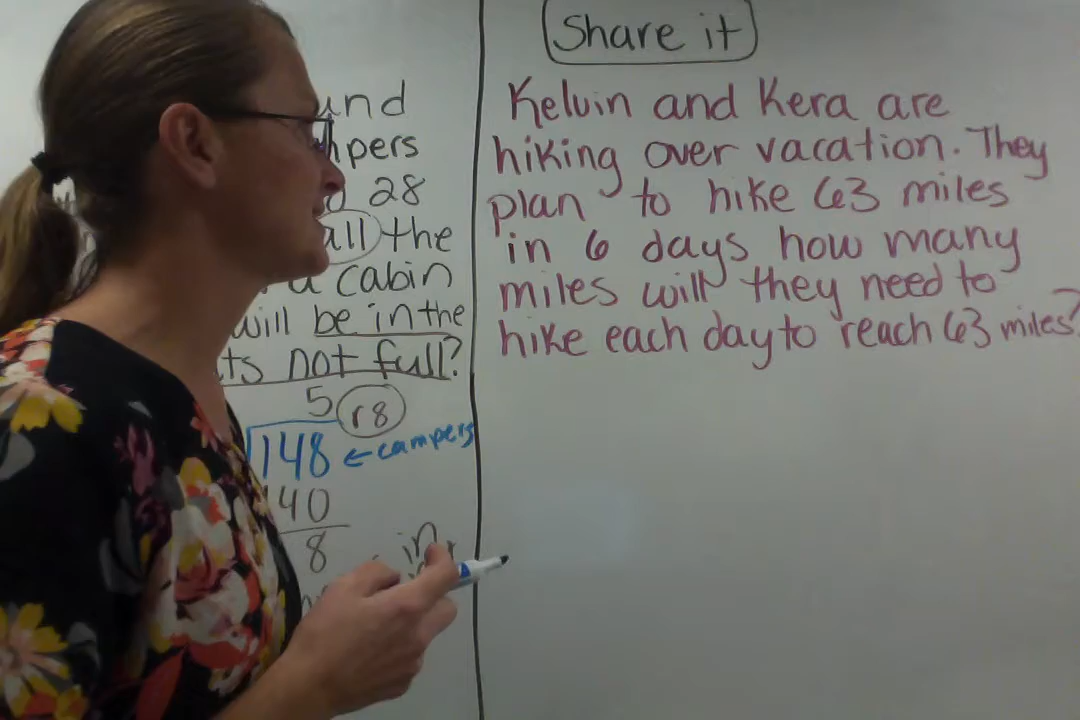 und
pers
28
all the
a cabin
will be in the
ts not full?
5 r8
148 ← campers
140
8
in
Share it
Kelvin and Kera are
hiking over vacation. They
plan to hike 63 miles
in 6 days how many
miles will they need to
hike each day to reach 63 miles?